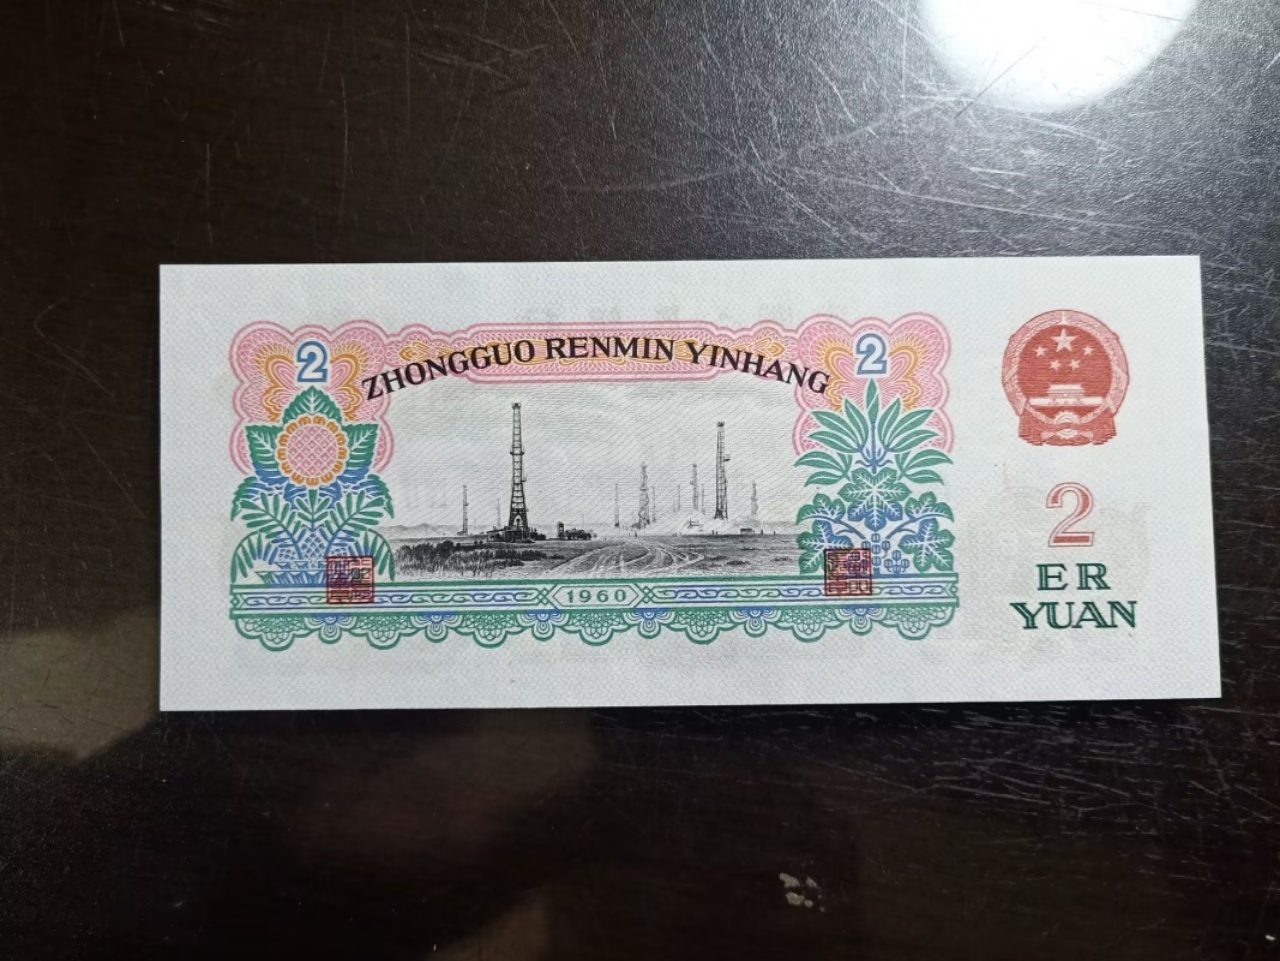 2
ZHONGGUO RENMIN YINHANG
2
2
ER
YUAN
1960